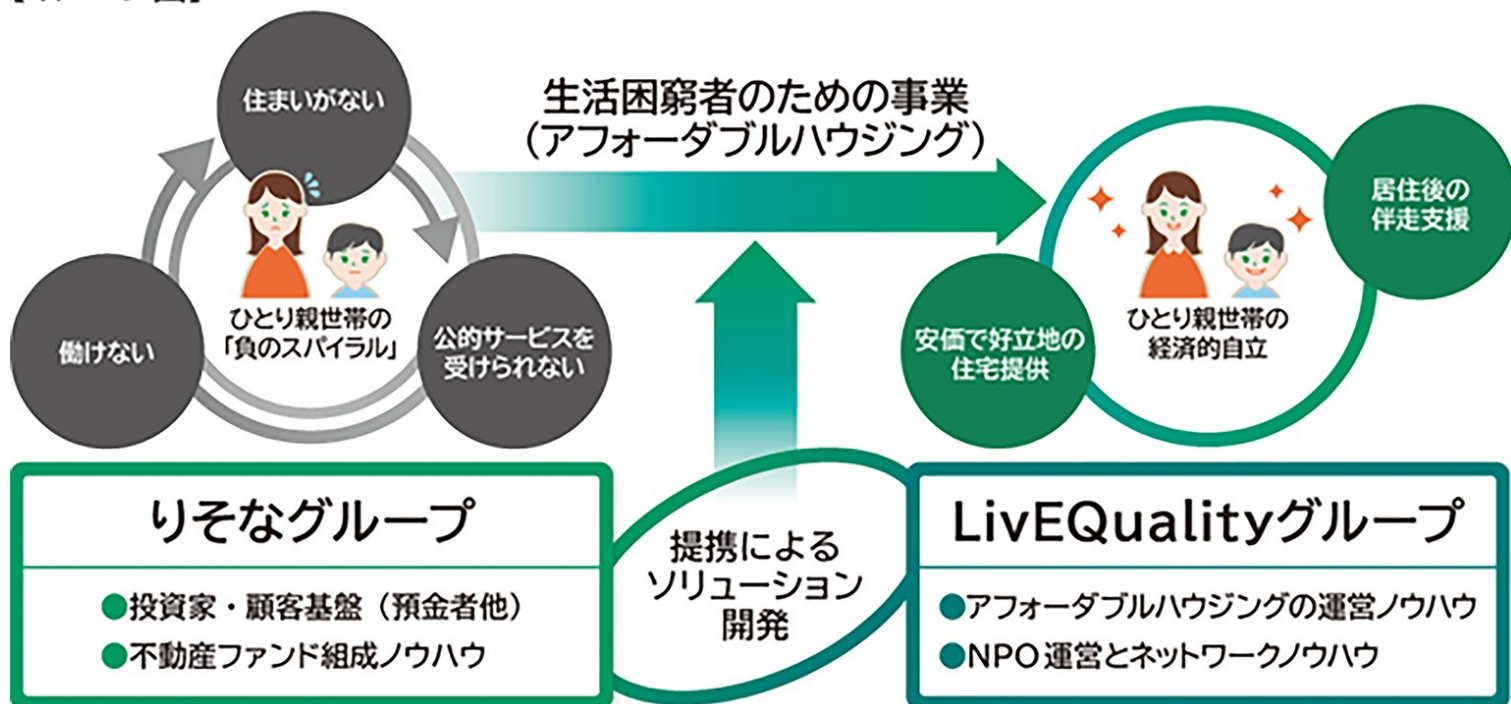 住まいがない
働けない
公的サービスを
受けられない
ひとり親世帯の
「負のスパイラル」
生活困窮者のための事業
（アフォーダブルハウジング）
居住後の
伴走支援
安価で好立地の
住宅提供
ひとり親世帯の
経済的自立
りそなグループ
●投資家・顧客基盤（預金者他）
●不動産ファンド組成ノウハウ
提携による
ソリューション
開発
LivEQualityグループ
●アフォーダブルハウジングの運営ノウハウ
●NPO運営とネットワークノウハウ